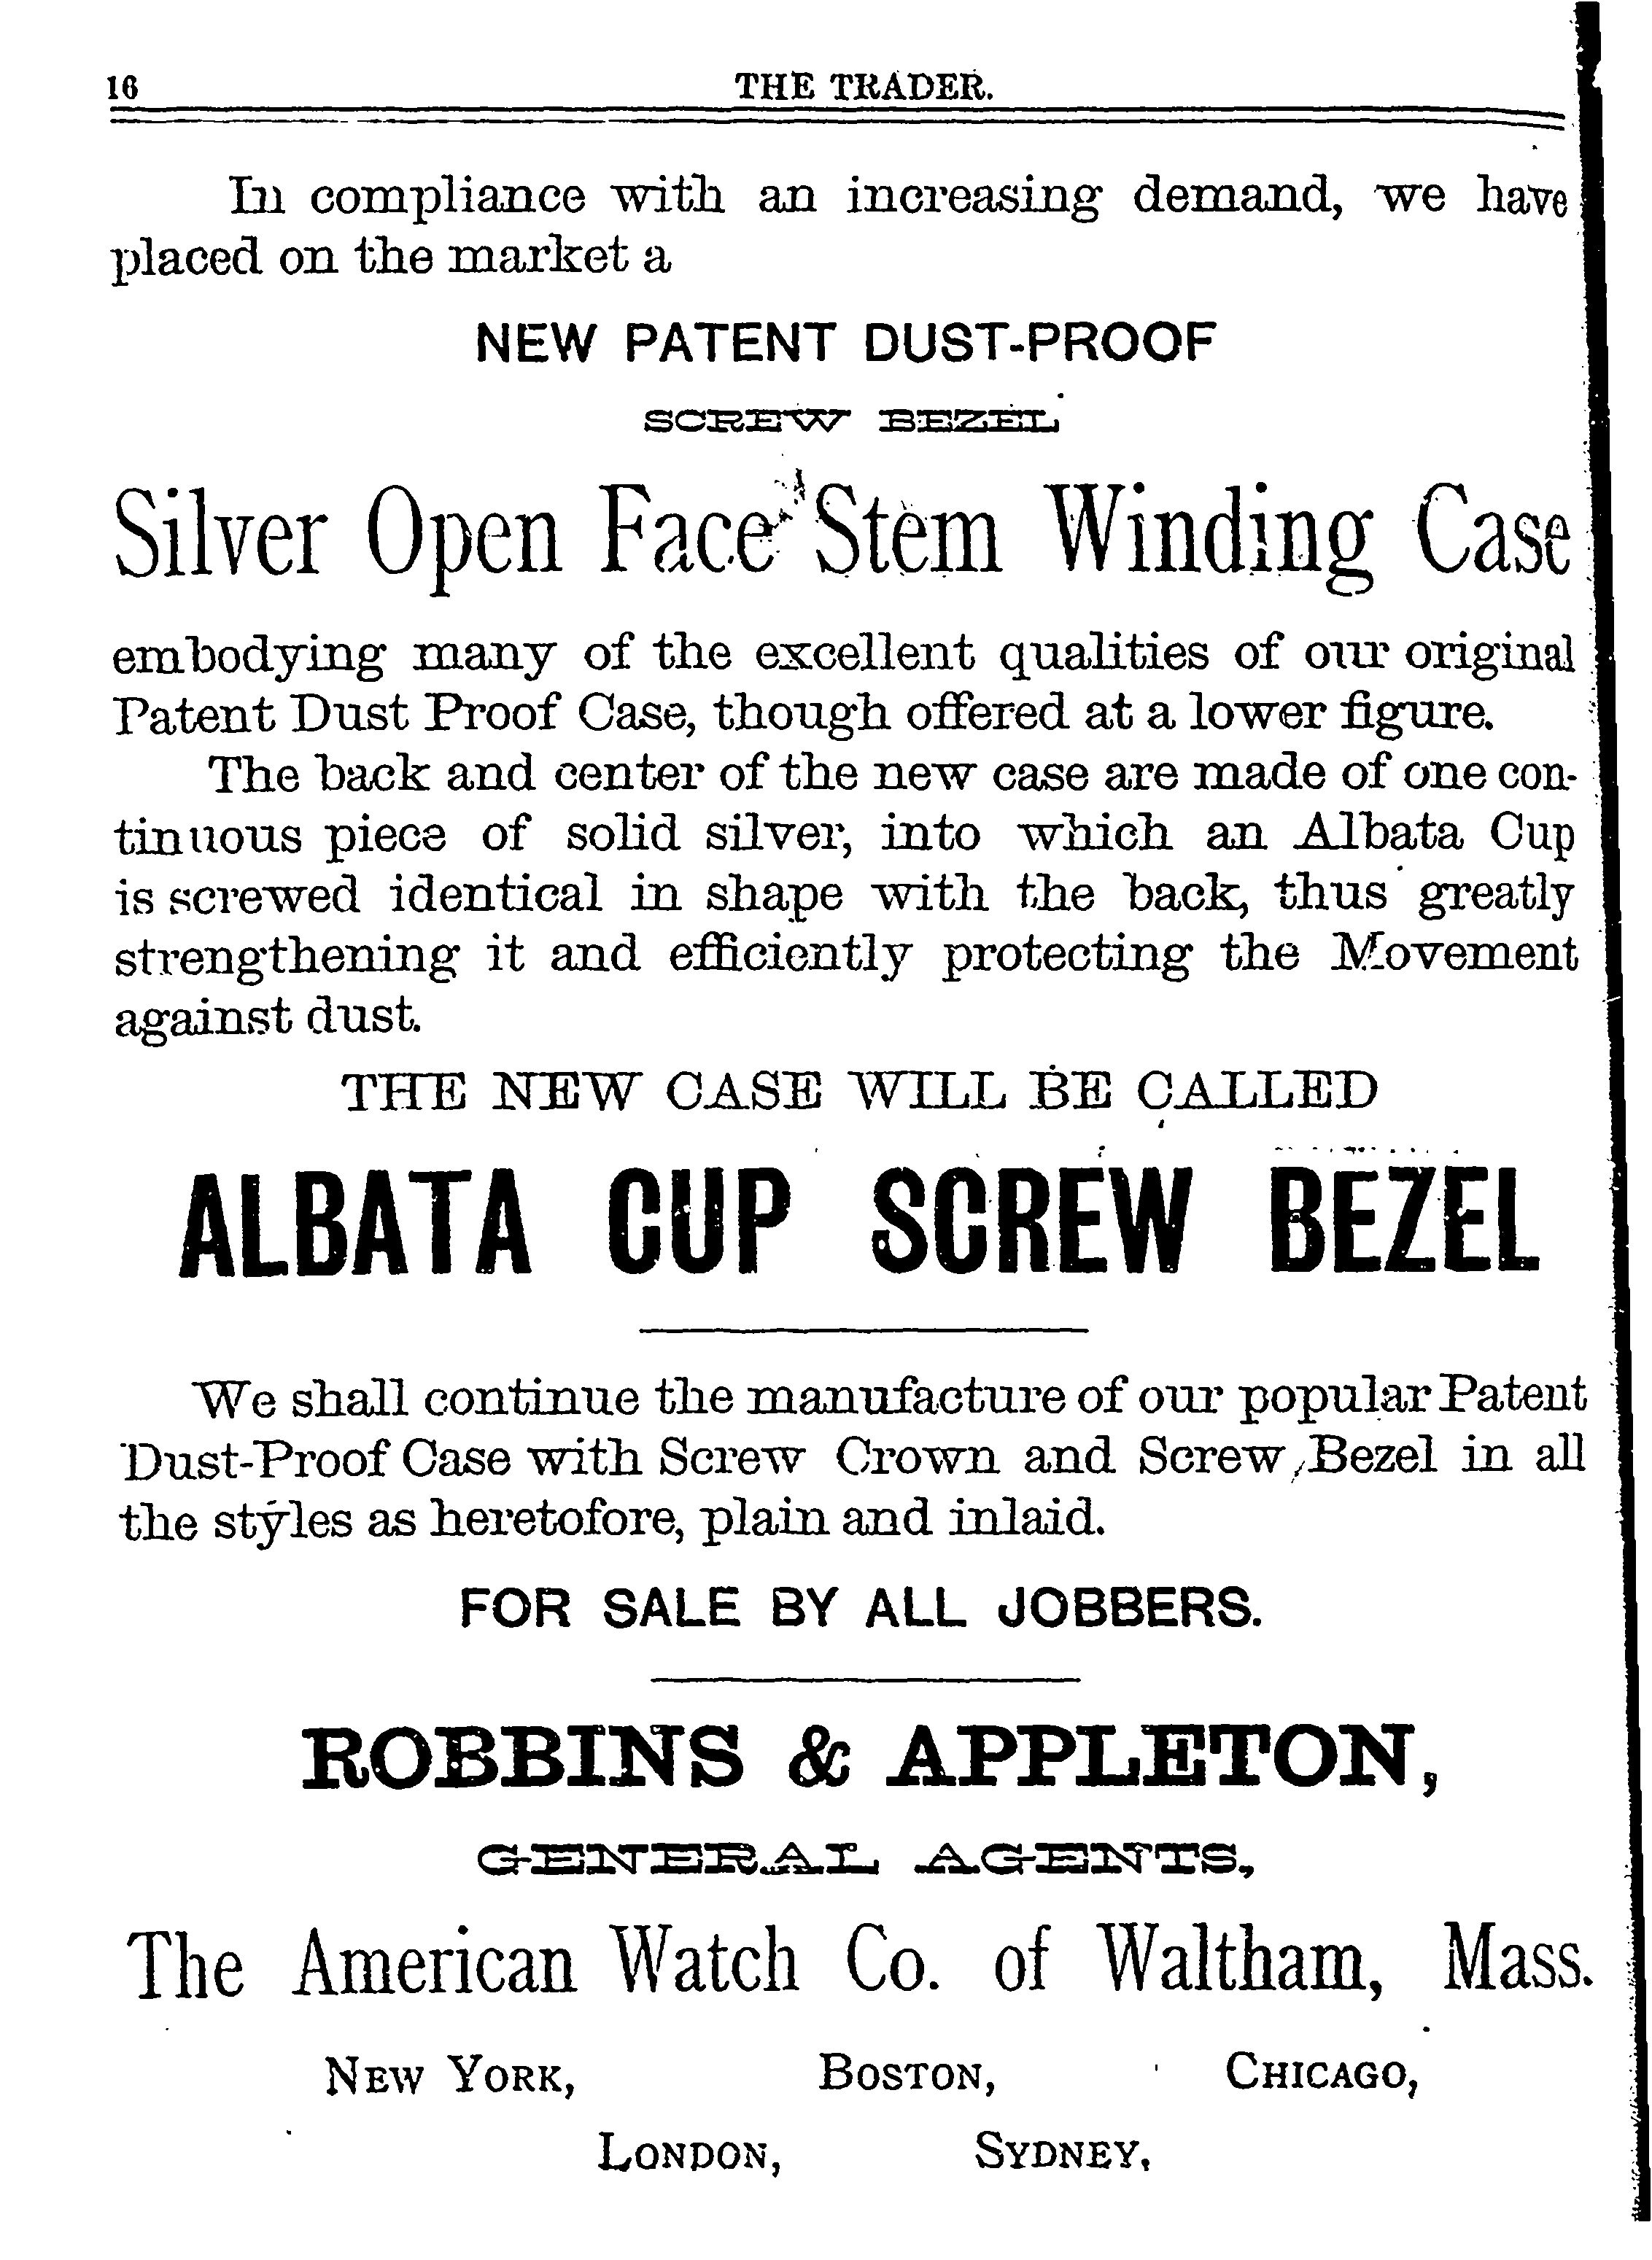 16
THE TRADER.
In compliance with an increasing demand, we have
placed on the market a
NEW PATENT DUST-PROOF
SCREW BEZEL
Silver Open Face Stem Winding Case
embodying many of the excellent qualities of our original
Patent Dust Proof Case, though offered at a lower figure.
The back and center of the new case are made of one con-
tinuous piece of solid silver, into which an Albata Cup
is screwed identical in shape with the back, thus greatly
strengthening it and efficiently protecting the Movement
against dust.
THE NEW CASE WILL BE CALLED
ALBATA CUP SCREW BEZEL
We shall continue the manufacture of our popular Patent
Dust-Proof Case with Screw Crown and Screw Bezel in all
the styles as heretofore, plain and inlaid.
FOR SALE BY ALL JOBBERS.
ROBBINS & APPLETON,
GENERAL AGENTS,
The American Watch Co. of Waltham, Mass.
NEW YORK, BOSTON, CHICAGO,
LONDON, SYDNEY,